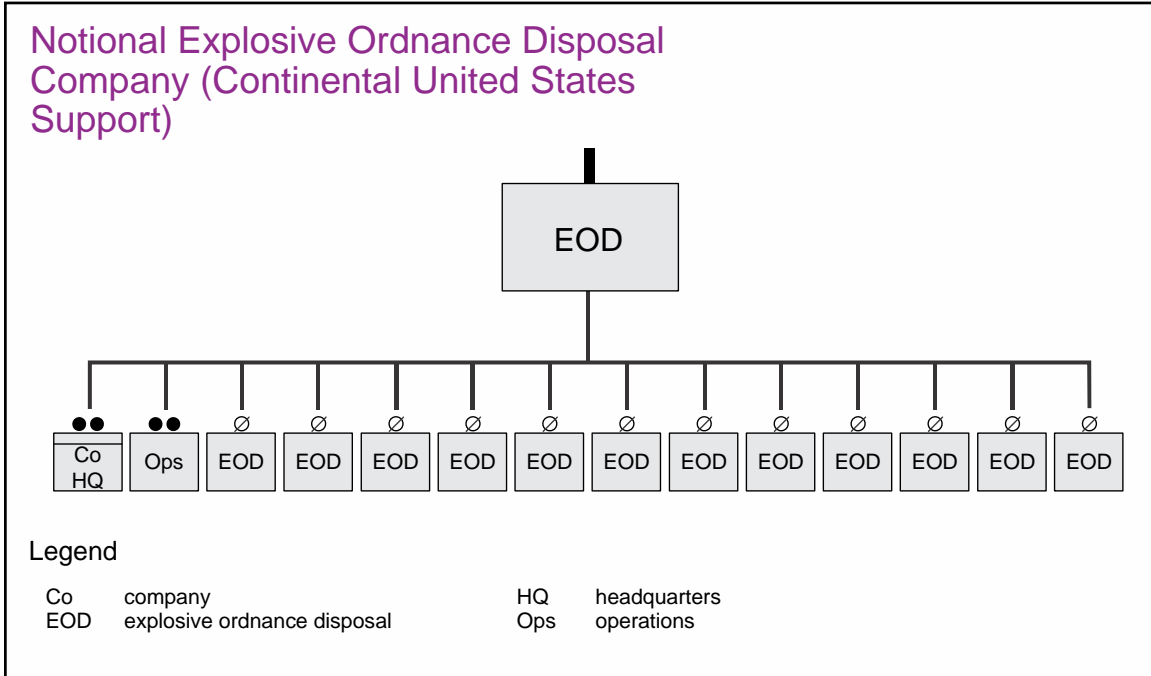 Notional Explosive Ordnance Disposal
Company (Continental United States
Support)
EOD
Co
HQ
Ops
EOD
EOD
EOD
EOD
EOD
EOD
EOD
EOD
EOD
EOD
EOD
EOD
Legend
Co company
EOD explosive ordnance disposal
HQ headquarters
Ops operations